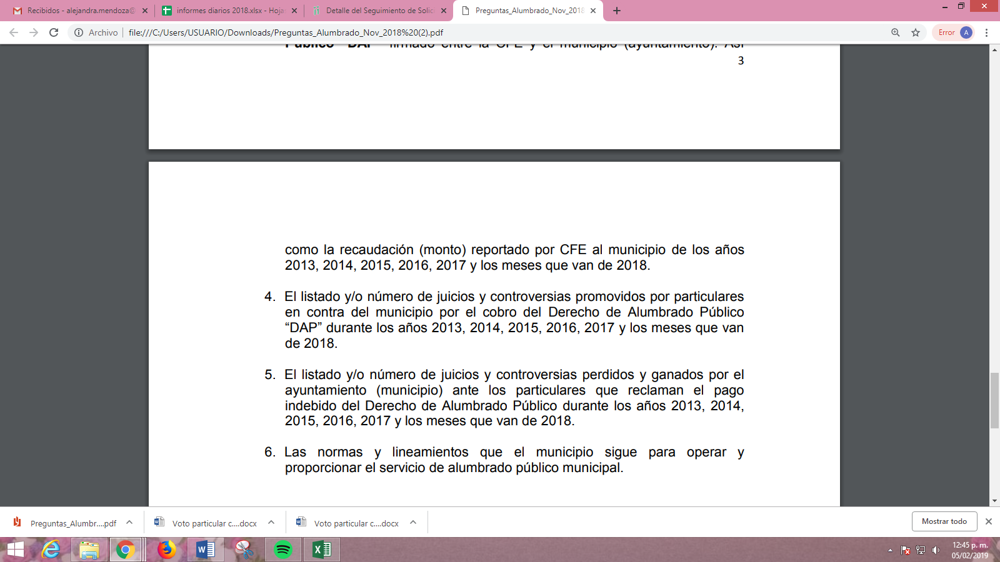 Recibidos - alejandra.mendoza@
informes diarios 2018.xlsx - Hoja
Detalle del Seguimiento de Solic
Preguntas_Alumbrado_Nov_2018
Archivo
file:///C:/Users/USUARIO/Downloads/Preguntas_Alumbrado_Nov_2018%20(2).pdf
Error
A
Público "DAP" firmado entre la CFE y el municipio (ayuntamiento). Así
3
como la recaudación (monto) reportado por CFE al municipio de los años
2013, 2014, 2015, 2016, 2017 y los meses que van de 2018.
4. El listado y/o número de juicios y controversias promovidos por particulares
en contra del municipio por el cobro del Derecho de Alumbrado Público
“DAP” durante los años 2013, 2014, 2015, 2016, 2017 y los meses que van
de 2018.
5. El listado y/o número de juicios y controversias perdidos y ganados por el
ayuntamiento (municipio) ante los particulares que reclaman el pago
indebido del Derecho de Alumbrado Público durante los años 2013, 2014,
2015, 2016, 2017 y los meses que van de 2018.
6. Las normas y lineamientos que el municipio sigue para operar y
proporcionar el servicio de alumbrado público municipal.
Preguntas_Alumbr....pdf
Voto particular c....docx
Voto particular c....docx
Mostrar todo
12:45 p. m.
05/02/2019